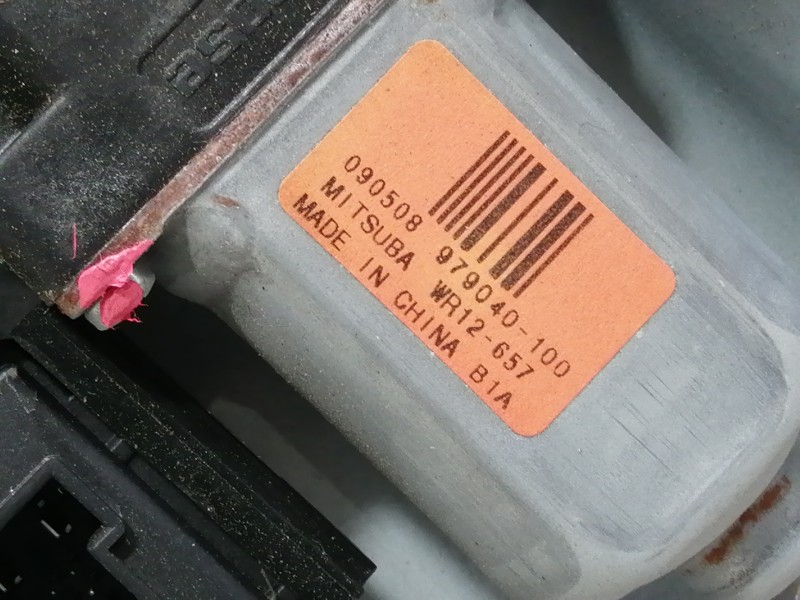 090508 979040-100
MITSUBA WR12-657
MADE IN CHINA B1A